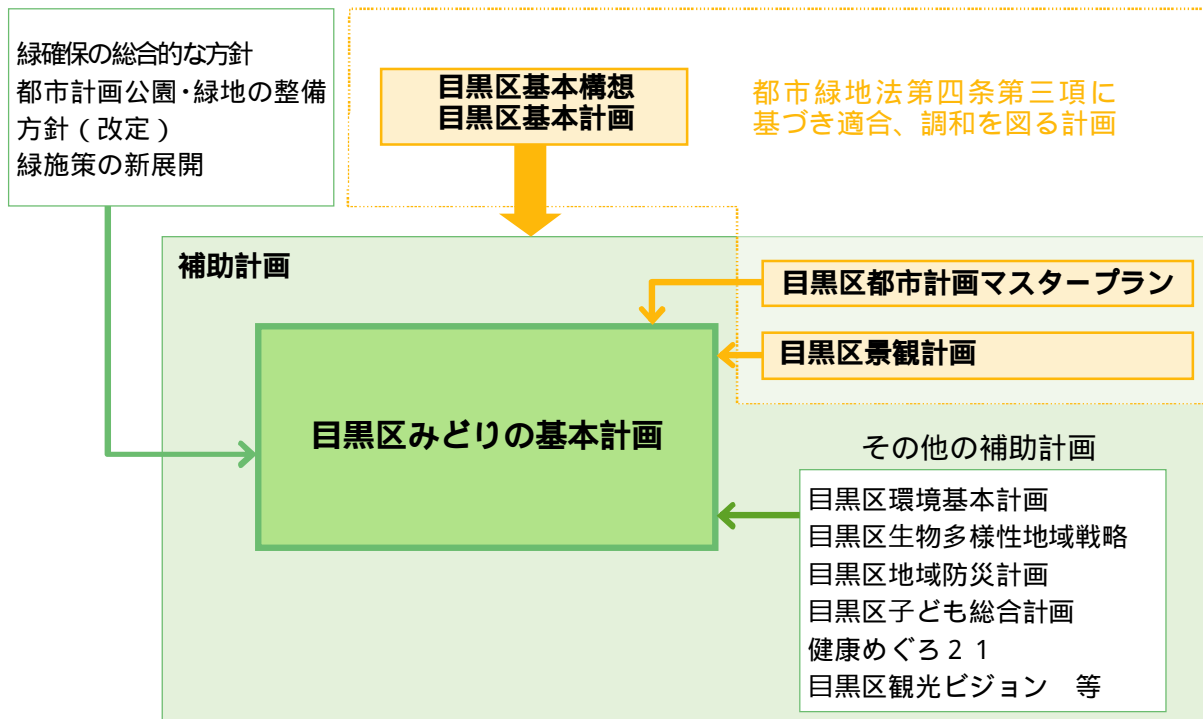 緑確保の総合的な方針
都市計画公園・緑地の整備
方針（改定）
緑施策の新展開
目黒区基本構想
目黒区基本計画
都市緑地法第四条第三項に
基づき適合、調和を図る計画
補助計画
目黒区都市計画マスタープラン
目黒区景観計画
目黒区みどりの基本計画
その他の補助計画
目黒区環境基本計画
目黒区生物多様性地域戦略
目黒区地域防災計画
目黒区子ども総合計画
健康めぐろ２１
目黒区観光ビジョン　等